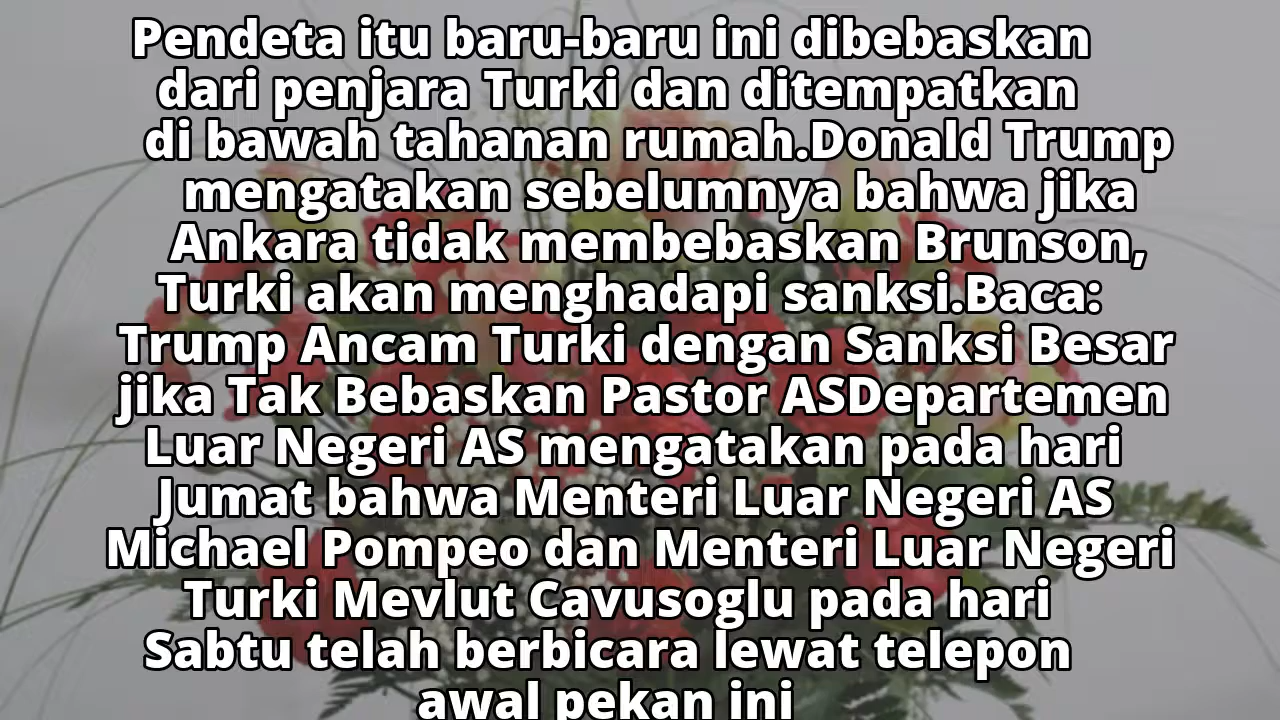 Pendeta itu baru-baru ini dibebaskan
dari penjara Turki dan ditempatkan
di bawah tahanan rumah.Donald Trump
mengatakan sebelumnya bahwa jika
Ankara tidak membebaskan Brunson,
Turki akan menghadapi sanksi.Baca:
Trump Ancam Turki dengan Sanksi Besar
jika Tak Bebaskan Pastor ASDepartemen
Luar Negeri AS mengatakan pada hari
Jumat bahwa Menteri Luar Negeri AS
Michael Pompeo dan Menteri Luar Negeri
Turki Mevlut Cavusoglu pada hari
Sabtu telah berbicara lewat telepon
awal pekan ini